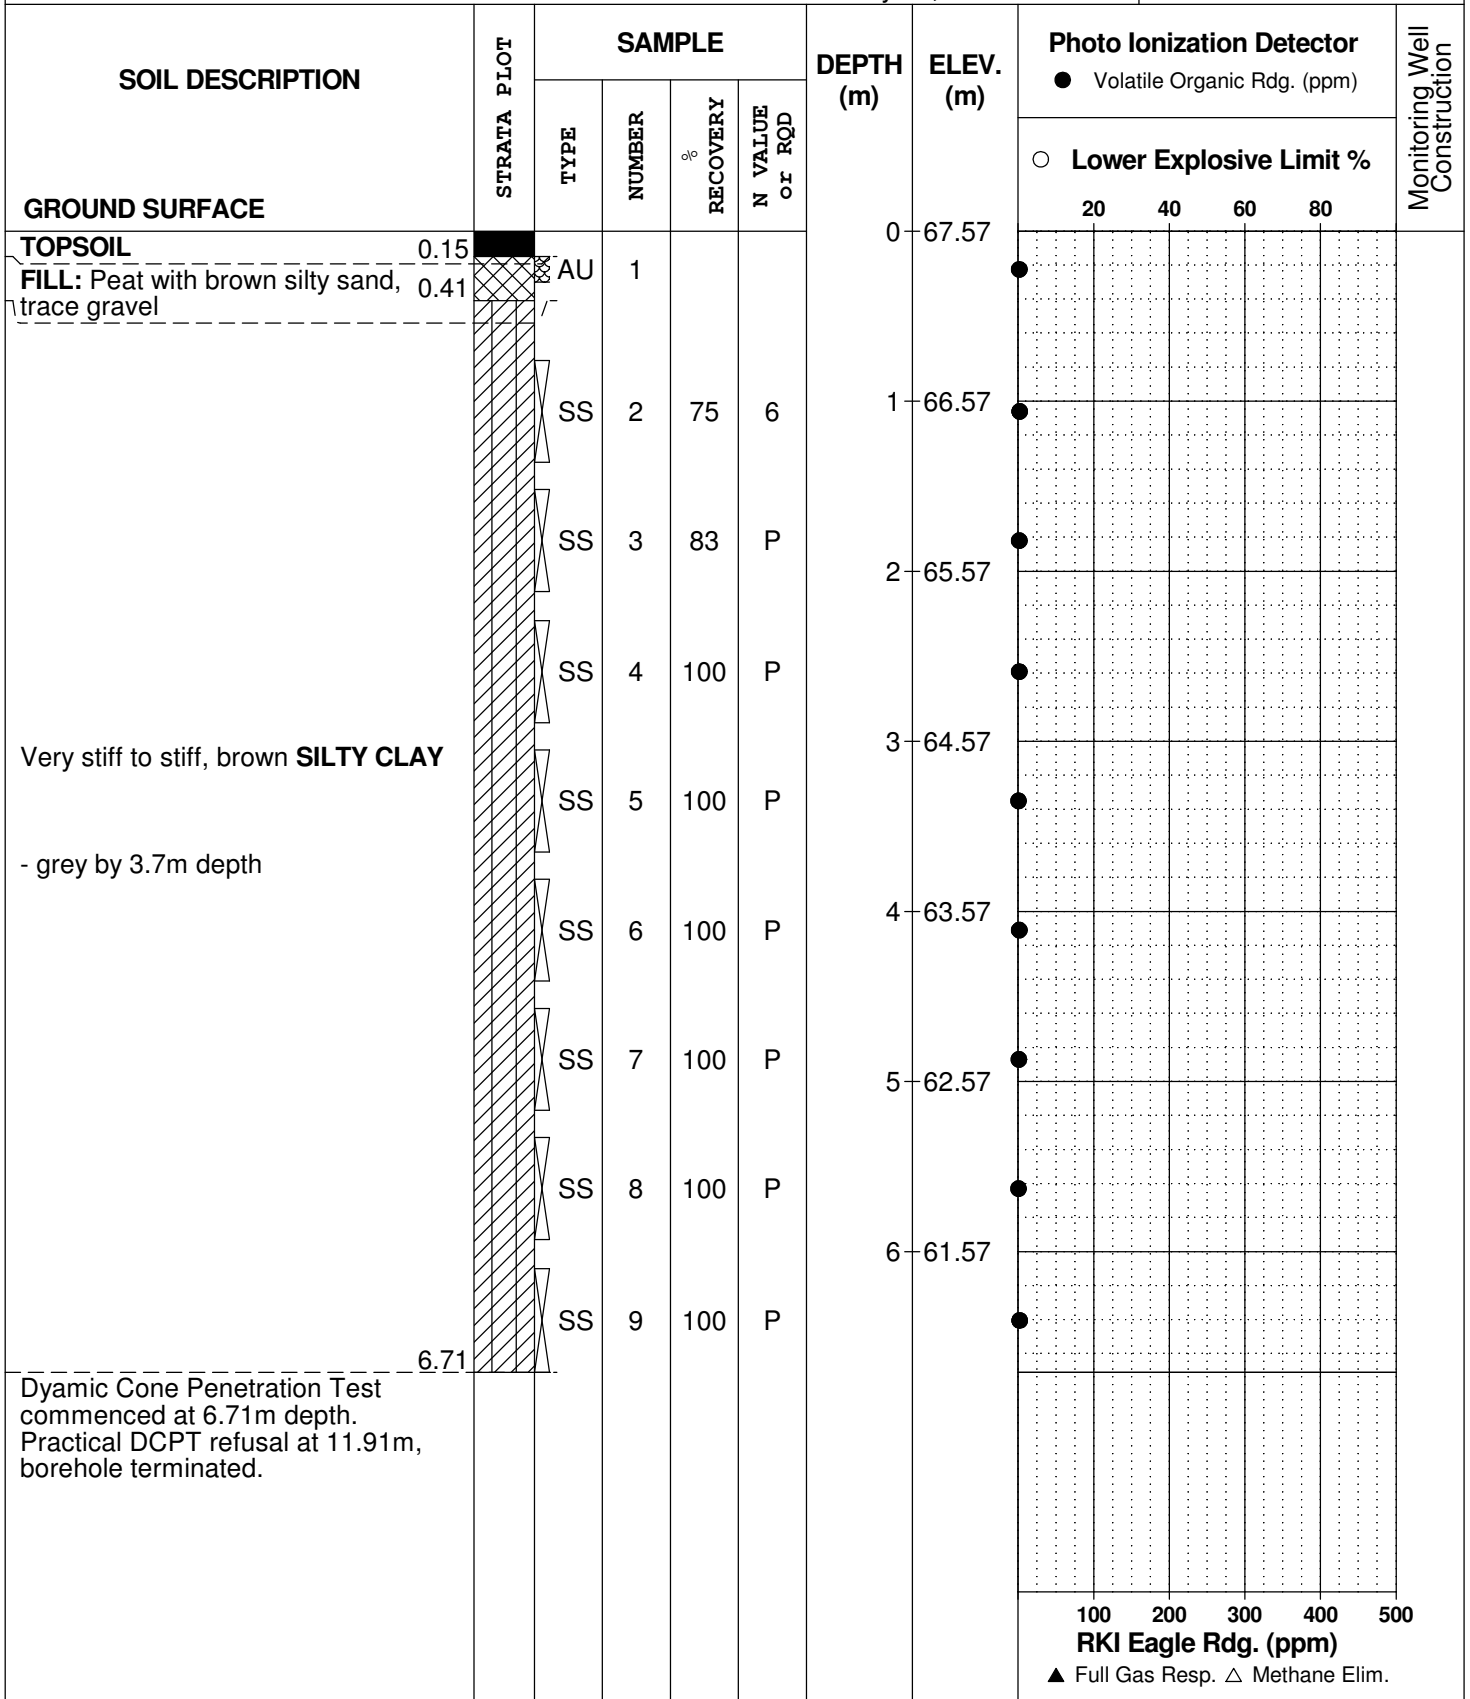 SOIL DESCRIPTION
GROUND SURFACE
STRATA PLOT
SAMPLE
TYPE
NUMBER
%
RECOVERY
N VALUE
or RQD
DEPTH
(m)
ELEV.
(m)
Photo Ionization Detector
● Volatile Organic Rdg. (ppm)
○ Lower Explosive Limit %
20 40 60 80
Monitoring Well
Construction
0 67.57
TOPSOIL 0.15
FILL: Peat with brown silty sand, 0.41
trace gravel
AU 1
SS 2 75 6
1 66.57
SS 3 83 P
2 65.57
SS 4 100 P
3 64.57
Very stiff to stiff, brown SILTY CLAY
SS 5 100 P
- grey by 3.7m depth
4 63.57
SS 6 100 P
SS 7 100 P
5 62.57
SS 8 100 P
6 61.57
SS 9 100 P
6.71
Dyamic Cone Penetration Test
commenced at 6.71m depth.
Practical DCPT refusal at 11.91m,
borehole terminated.
100 200 300 400 500
RKI Eagle Rdg. (ppm)
▲ Full Gas Resp. △ Methane Elim.